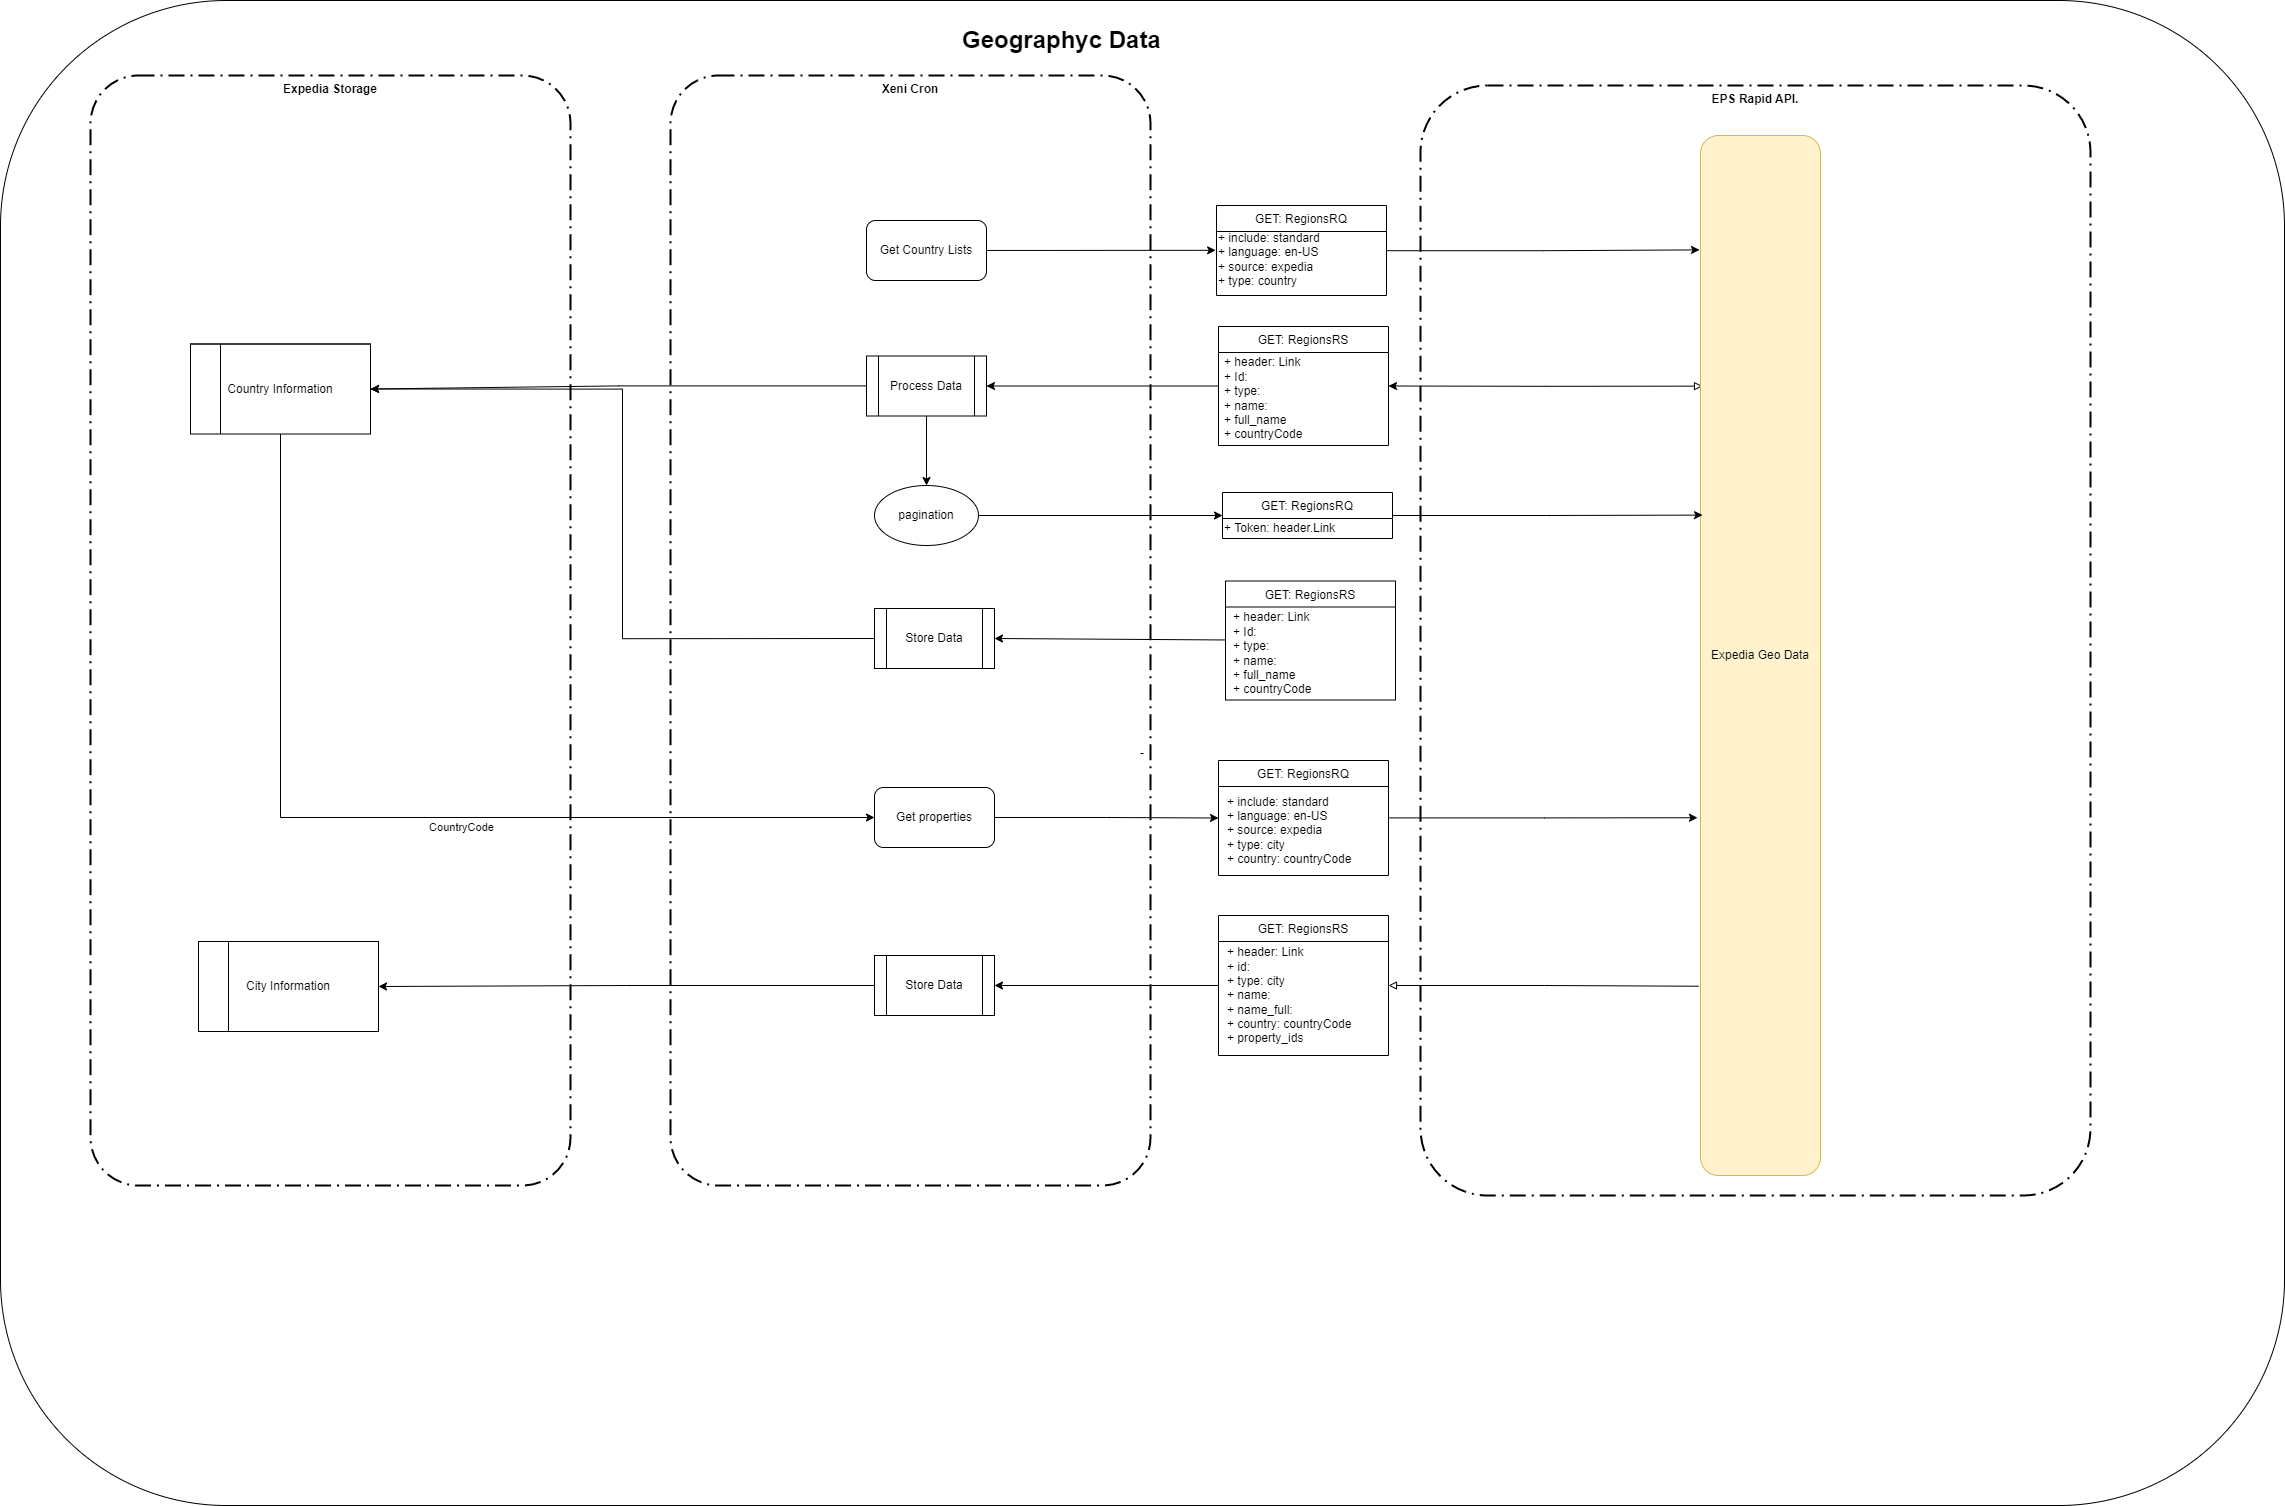 Geographyc Data
Expedia Storage
Xeni Cron
EPS Rapid API.
Get Country Lists
GET: RegionsRQ
+ include: standard
+ language: en-US
+ source: expedia
+ type: country
Country Information
Process Data
GET: RegionsRS
+ header: Link
+ Id:
+ type:
+ name:
+ full_name
+ countryCode
pagination
GET: RegionsRQ
+ Token: header.Link
Store Data
GET: RegionsRS
+ header: Link
+ Id:
+ type:
+ name:
+ full_name
+ countryCode
Expedia Geo Data
-
CountryCode
Get properties
GET: RegionsRQ
+ include: standard
+ language: en-US
+ source: expedia
+ type: city
+ country: countryCode
City Information
Store Data
GET: RegionsRS
+ header: Link
+ id:
+ type: city
+ name:
+ name_full:
+ country: countryCode
+ property_ids